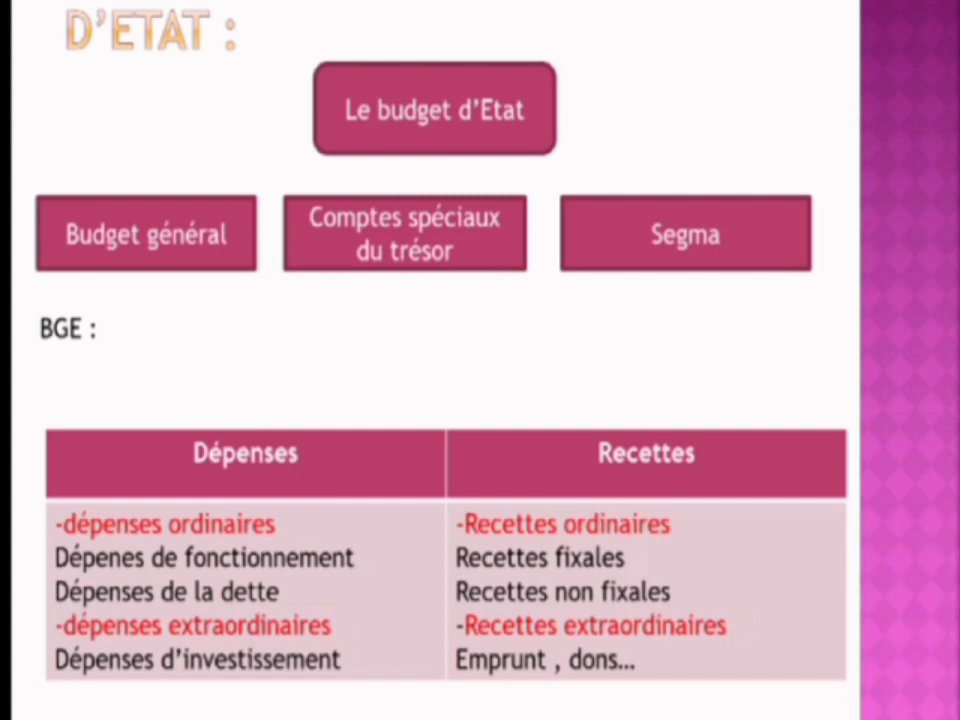 D'ETAT :
Le budget d'Etat
Budget général
Comptes spéciaux
du trésor
Segma
BGE :
Dépenses
Recettes
-dépenses ordinaires
Dépenes de fonctionnement
Dépenses de la dette
-dépenses extraordinaires
Dépenses d'investissement
-Recettes ordinaires
Recettes fixales
Recettes non fixales
-Recettes extraordinaires
Emprunt , dons...